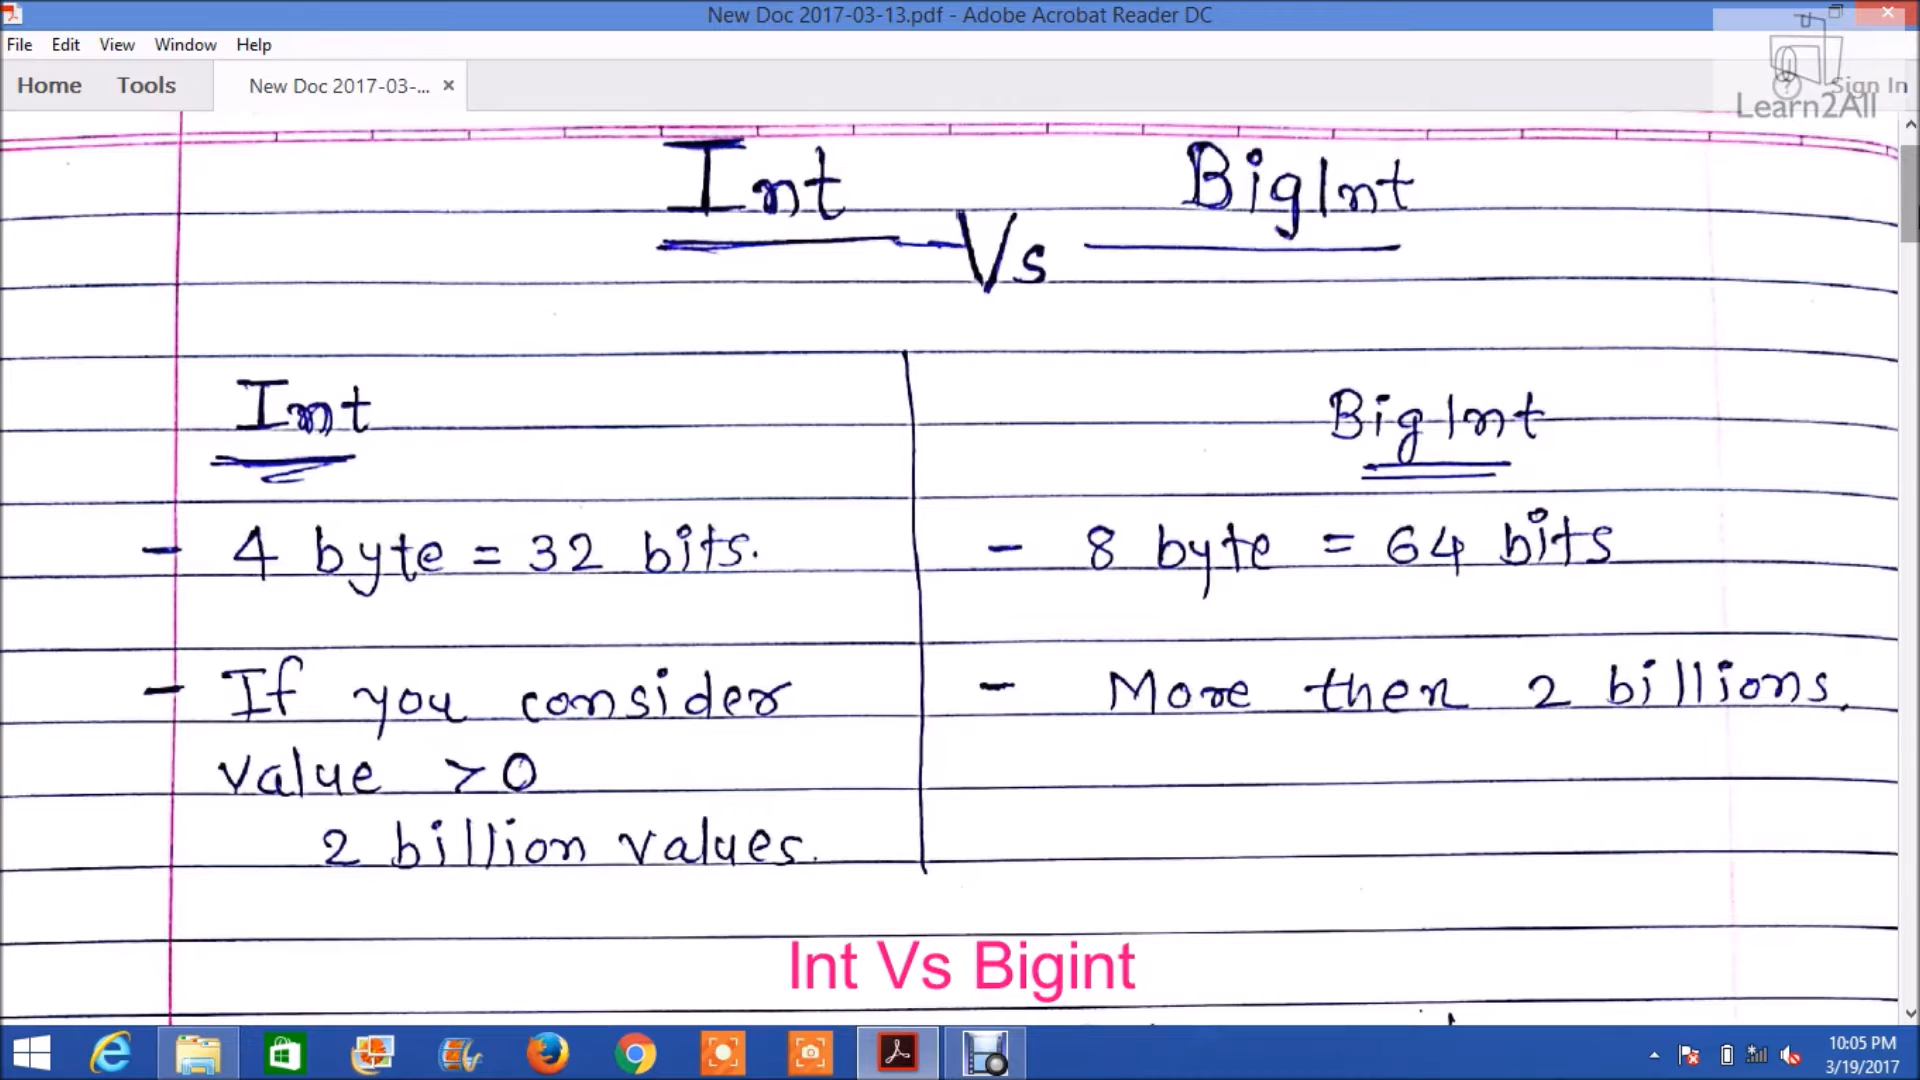 New Doc 2017-03-13.pdf - Adobe Acrobat Reader DC
File Edit View Window Help
Home Tools New Doc 2017-03-... × Sign In
Learn2All
Int Vs BigInt
Int
BigInt
- 4 byte = 32 bits.
- 8 byte = 64 bits
- If you consider
value >0
2 billion values.
- More then 2 billions.
Int Vs Bigint
10:05 PM
3/19/2017